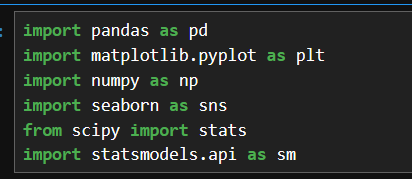 import pandas as pd
import matplotlib.pyplot as plt
import numpy as np
import seaborn as sns
from scipy import stats
import statsmodels.api as sm